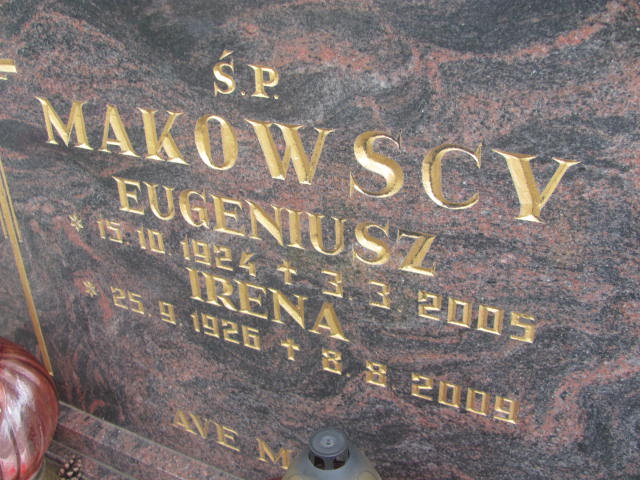 Ś.P.
MAKOWSCY
EUGENIUSZ
* 15.10.1924 ✝ 3.3.2005
IRENA
* 25.9.1926 ✝ 8.8.2009
AVE